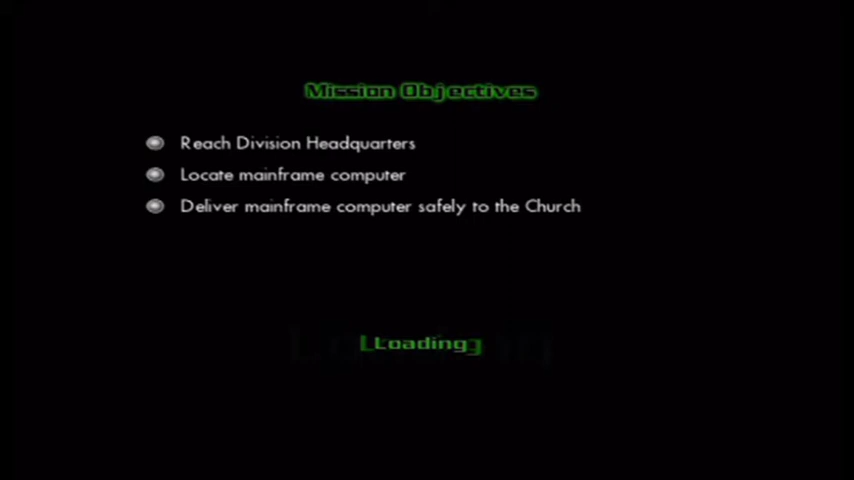 Mission Objectives
Reach Division Headquarters
Locate mainframe computer
Deliver mainframe computer safely to the Church
Loading